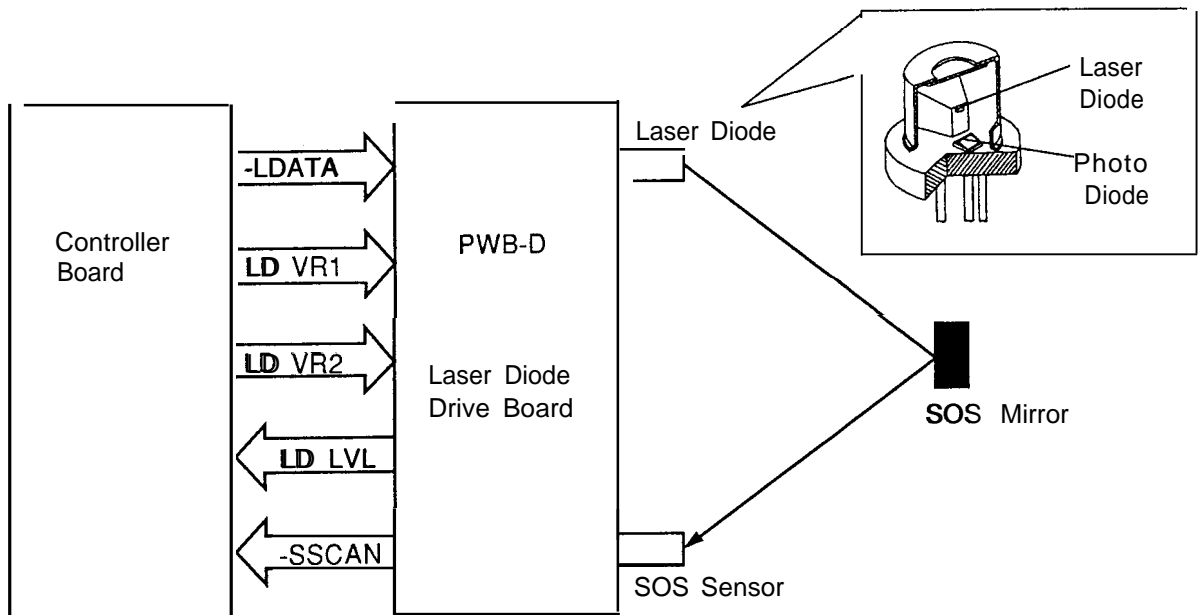 Laser
Diode
Photo
Diode
Laser Diode
-LDATA
Controller
Board
LD VR1
PWB-D
LD VR2
Laser Diode
Drive Board
SOS Mirror
LD LVL
-SSCAN
SOS Sensor